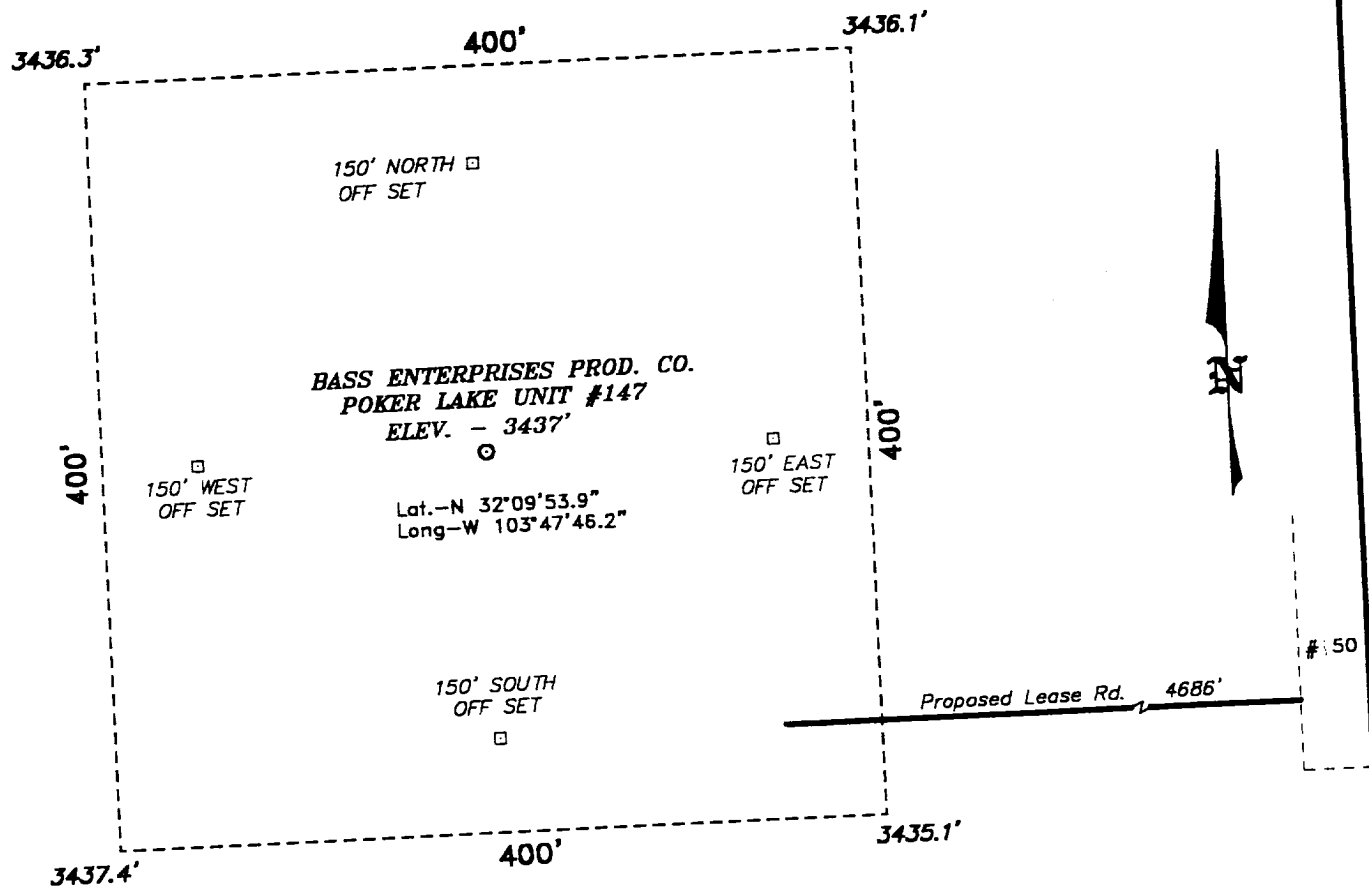 3436.3'
400'
3436.1'
150' NORTH
OFF SET
BASS ENTERPRISES PROD. CO.
POKER LAKE UNIT #147
ELEV. - 3437'
400'
150' WEST
OFF SET
150' EAST
OFF SET
400'
Lat.-N 32°09'53.9"
Long-W 103°47'46.2"
N
150' SOUTH
OFF SET
Proposed Lease Rd. 4686'
3437.4'
400'
3435.1'